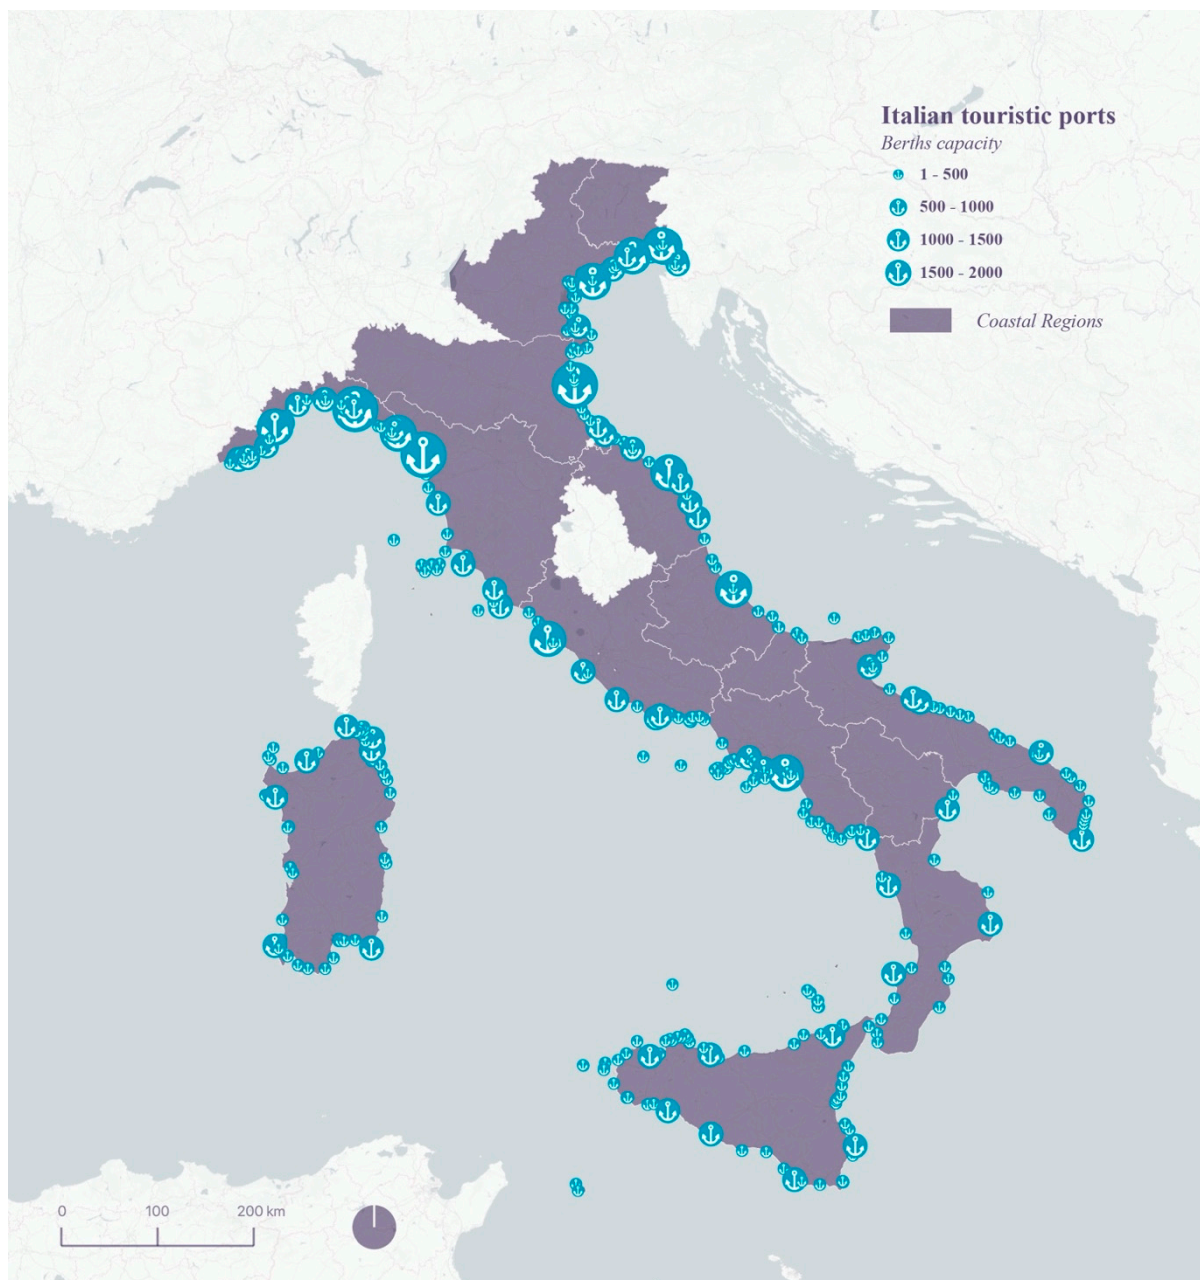 Italian touristic ports
Berths capacity
1 - 500
500 - 1000
1000 - 1500
1500 - 2000
Coastal Regions
0 100 200 km